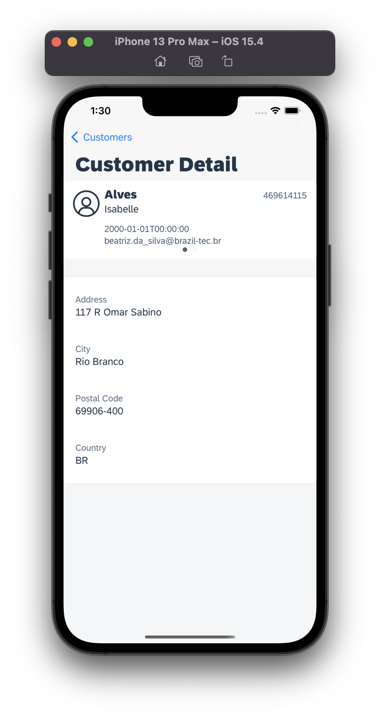 iPhone 13 Pro Max – iOS 15.4
1:30
Customers
Customer Detail
Alves
469614115
Isabelle
2000-01-01T00:00:00
beatriz.da_silva@brazil-tec.br
Address
117 R Omar Sabino
City
Rio Branco
Postal Code
69906-400
Country
BR